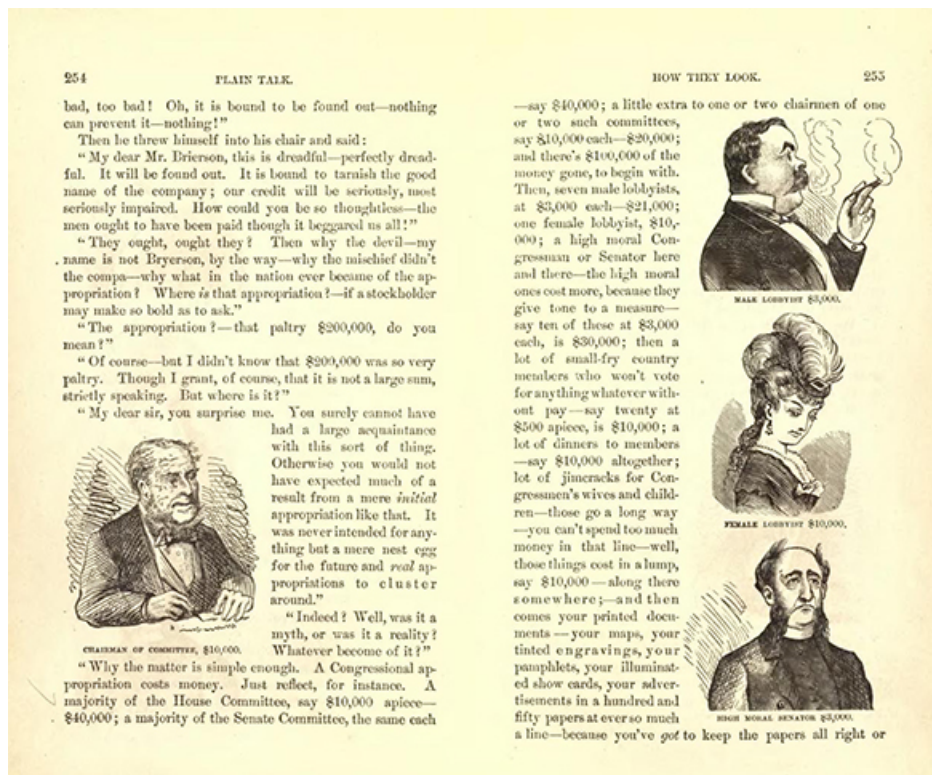 254
PLAIN TALK.
bad, too bad! Oh, it is bound to be found out—nothing
can prevent it—nothing!”
Then he threw himself into his chair and said:
“My dear Mr. Brierson, this is dreadful—perfectly dread-
ful. It will be found out. It is bound to tarnish the good
name of the company; our credit will be seriously, most
seriously impaired. How could you be so thoughtless—the
men ought to have been paid though it beggared us all!”
“They ought, ought they? Then why the devil—my
name is not Bryerson, by the way—why the mischief didn’t
the compa—why what in the nation ever became of the ap-
propriation? Where is that appropriation?—if a stockholder
may make so bold as to ask.”
“The appropriation?—that paltry $200,000, do you
mean?”
“Of course—but I didn’t know that $200,000 was so very
paltry. Though I grant, of course, that it is not a large sum,
strictly speaking. But where is it?”
“My dear sir, you surprise me. You surely cannot have
had a large acquaintance
with this sort of thing.
Otherwise you would not
have expected much of a
result from a mere initial
appropriation like that. It
was never intended for any-
thing but a mere nest egg
for the future and real ap-
propriations to cluster
around.”
“Indeed? Well, was it a
myth, or was it a reality?
Whatever become of it?”
CHAIRMAN OF COMMITTEE, $10,000.
“Why the matter is simple enough. A Congressional ap-
propriation costs money. Just reflect, for instance. A
majority of the House Committee, say $10,000 apiece—
$40,000; a majority of the Senate Committee, the same each
HOW THEY LOOK.
255
—say $40,000; a little extra to one or two chairmen of one
or two such committees,
say $10,000 each—$20,000;
and there’s $100,000 of the
money gone, to begin with.
Then, seven male lobbyists,
at $3,000 each—$21,000;
one female lobbyist, $10,-
000; a high moral Con-
gressman or Senator here
and there—the high moral
ones cost more, because they
give tone to a measure—
say ten of these at $3,000
each, is $30,000; then a
lot of small-fry country
members who won’t vote
for anything whatever with-
out pay—say twenty at
$500 apiece, is $10,000; a
lot of dinners to members
—say $10,000 altogether;
lot of jimcracks for Con-
gressmen’s wives and child-
ren—those go a long way
—you can’t spend too much
money in that line—well,
those things cost in a lump,
say $10,000—along there
somewhere;—and then
comes your printed docu-
ments—your maps, your
tinted engravings, your
pamphlets, your illuminat-
ed show cards, your adver-
tisements in a hundred and
fifty papers at ever so much
a line—because you’ve got to keep the papers all right or
MALE LOBBYIST $3,000.
FEMALE LOBBYIST $10,000.
HIGH MORAL SENATOR $3,000.